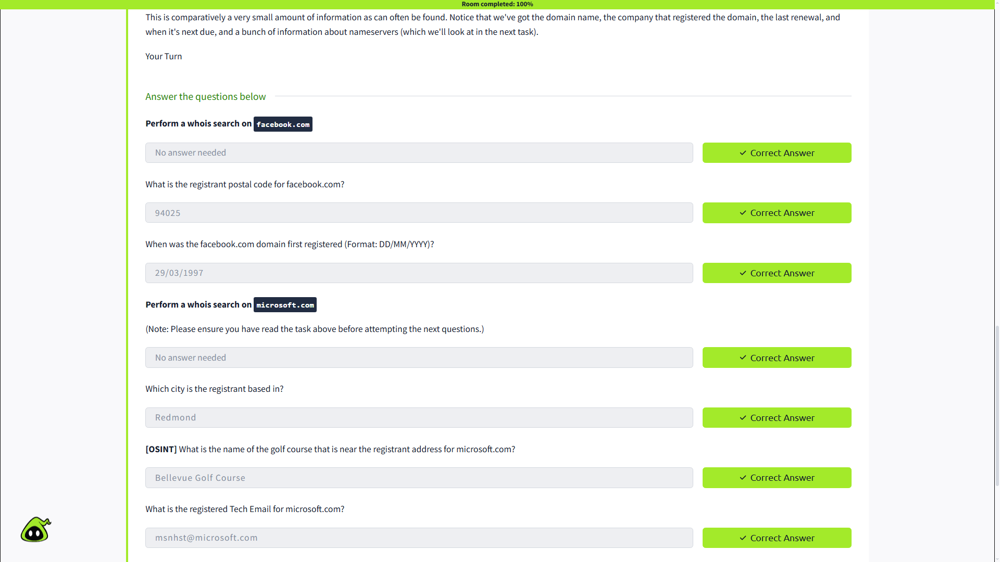 Room completed: 100%
This is comparatively a very small amount of information as can often be found. Notice that we've got the domain name, the company that registered the domain, the last renewal, and
when it's next due, and a bunch of information about nameservers (which we'll look at in the next task).
Your Turn
Answer the questions below
Perform a whois search on facebook.com
No answer needed
Correct Answer
What is the registrant postal code for facebook.com?
94025
Correct Answer
When was the facebook.com domain first registered (Format: DD/MM/YYYY)?
29/03/1997
Correct Answer
Perform a whois search on microsoft.com
(Note: Please ensure you have read the task above before attempting the next questions.)
No answer needed
Correct Answer
Which city is the registrant based in?
Redmond
Correct Answer
[OSINT] What is the name of the golf course that is near the registrant address for microsoft.com?
Bellevue Golf Course
Correct Answer
What is the registered Tech Email for microsoft.com?
msnhst@microsoft.com
Correct Answer